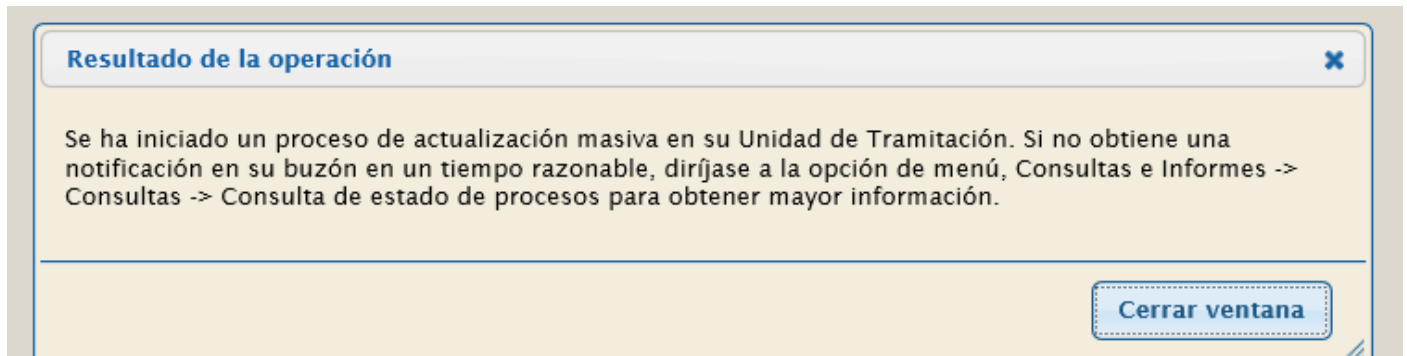 Resultado de la operación
Se ha iniciado un proceso de actualización masiva en su Unidad de Tramitación. Si no obtiene una
notificación en su buzón en un tiempo razonable, diríjase a la opción de menú, Consultas e Informes ->
Consultas -> Consulta de estado de procesos para obtener mayor información.
Cerrar ventana